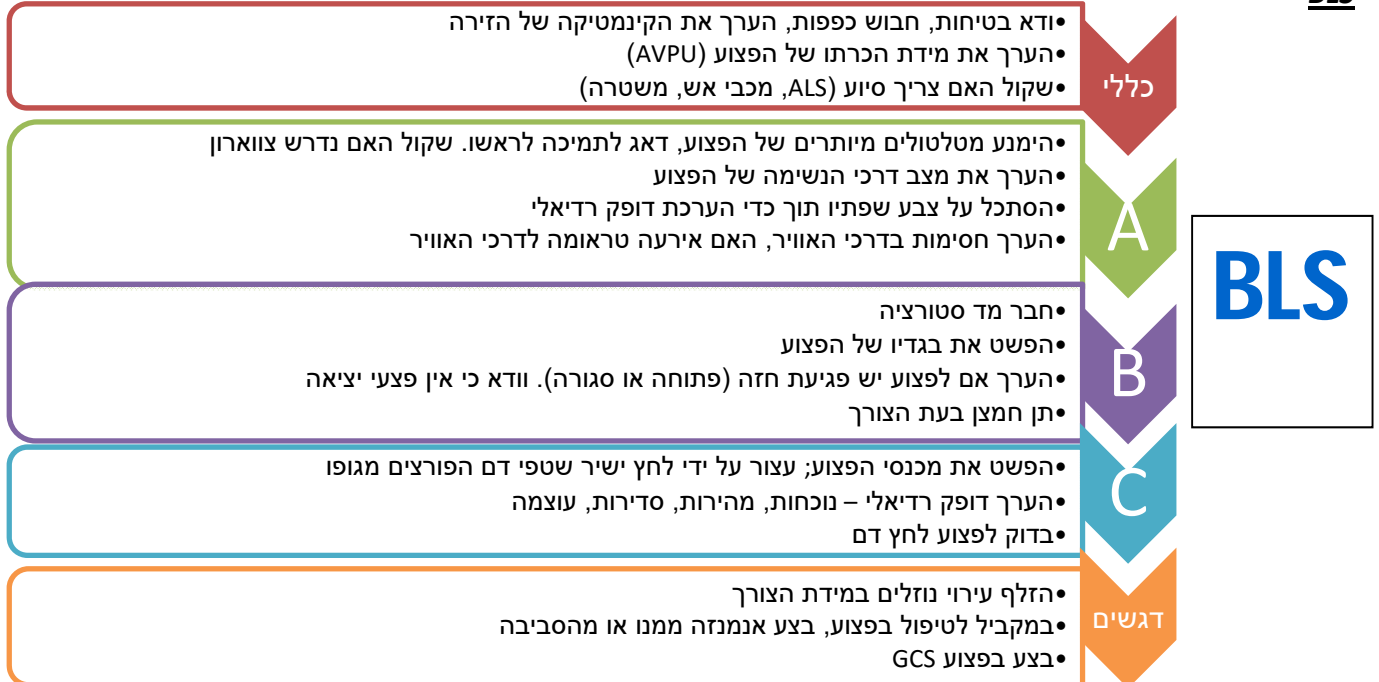 BLS
כללי
•ודא בטיחות, חבוש כפפות, הערך את הקינמטיקה של הזירה
•הערך את מידת הכרתו של הפצוע (AVPU)
•שקול האם צריך סיוע (ALS, מכבי אש, משטרה)
A
•הימנע מטלטולים מיותרים של הפצוע, דאג לתמיכה לראשו. שקול האם נדרש צווארון
•הערך את מצב דרכי הנשימה של הפצוע
•הסתכל על צבע שפתיו תוך כדי הערכת דופק רדיאלי
•הערך חסימות בדרכי האוויר, האם אירעה טראומה לדרכי האוויר
BLS
B
•חבר מד סטורציה
•הפשט את בגדיו של הפצוע
•הערך אם לפצוע יש פגיעת חזה (פתוחה או סגורה). וודא כי אין פצעי יציאה
•תן חמצן בעת הצורך
C
•הפשט את מכנסי הפצוע; עצור על ידי לחץ ישיר שטפי דם הפורצים מגופו
•הערך דופק רדיאלי – נוכחות, מהירות, סדירות, עוצמה
•בדוק לפצוע לחץ דם
דגשים
•הזלף עירוי נוזלים במידת הצורך
•במקביל לטיפול בפצוע, בצע אנמנזה ממנו או מהסביבה
•בצע בפצוע GCS